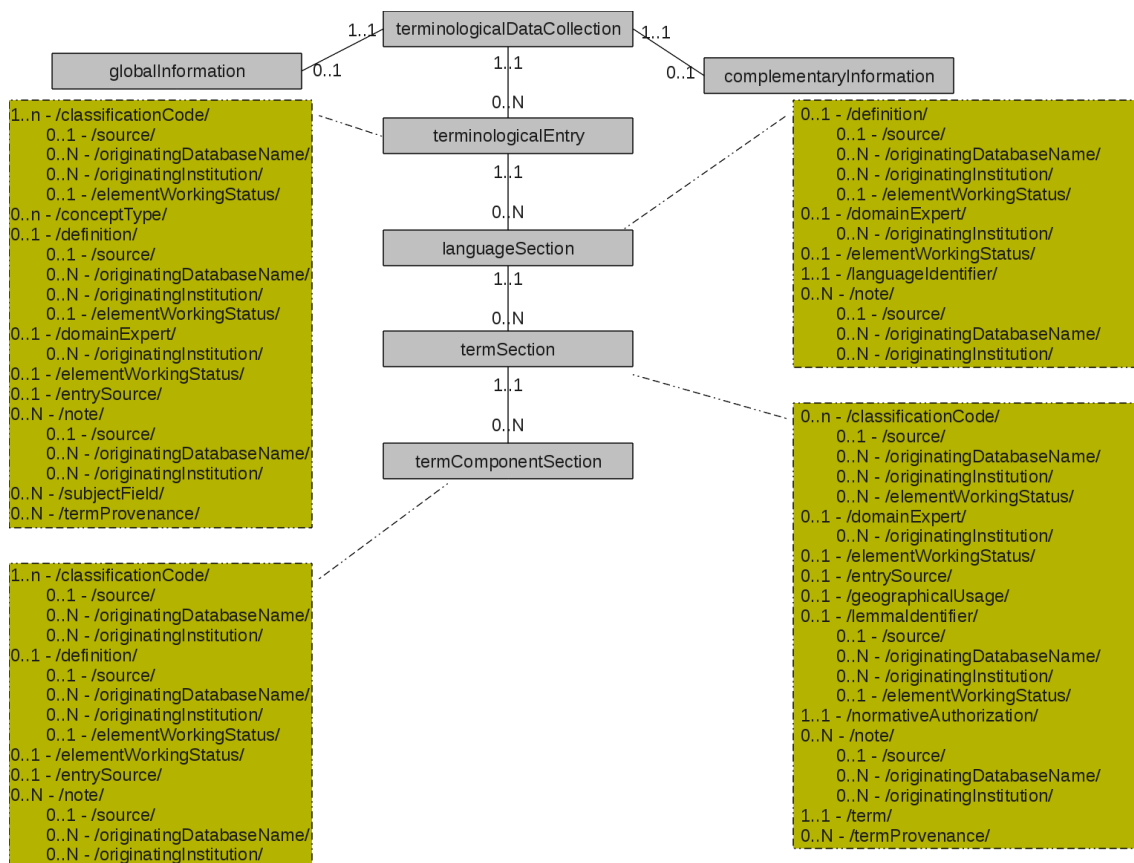 terminologicalDataCollection
1..1
1..1
globalInformation
0..1
1..1
0..1
complementaryInformation
0..N
terminologicalEntry
1..1
0..N
languageSection
1..1
0..N
termSection
1..1
0..N
termComponentSection
1..n - /classificationCode/
0..1 - /source/
0..N - /originatingDatabaseName/
0..N - /originatingInstitution/
0..1 - /elementWorkingStatus/
0..n - /conceptType/
0..1 - /definition/
0..1 - /source/
0..N - /originatingDatabaseName/
0..N - /originatingInstitution/
0..1 - /elementWorkingStatus/
0..1 - /domainExpert/
0..N - /originatingInstitution/
0..1 - /elementWorkingStatus/
0..1 - /entrySource/
0..N - /note/
0..1 - /source/
0..N - /originatingDatabaseName/
0..N - /originatingInstitution/
0..N - /subjectField/
0..N - /termProvenance/
0..1 - /definition/
0..1 - /source/
0..N - /originatingDatabaseName/
0..N - /originatingInstitution/
0..1 - /elementWorkingStatus/
0..1 - /domainExpert/
0..N - /originatingInstitution/
0..1 - /elementWorkingStatus/
1..1 - /languageIdentifier/
0..N - /note/
0..1 - /source/
0..N - /originatingDatabaseName/
0..N - /originatingInstitution/
1..n - /classificationCode/
0..1 - /source/
0..N - /originatingDatabaseName/
0..N - /originatingInstitution/
0..1 - /definition/
0..1 - /source/
0..N - /originatingDatabaseName/
0..N - /originatingInstitution/
0..1 - /elementWorkingStatus/
0..1 - /elementWorkingStatus/
0..1 - /entrySource/
0..N - /note/
0..1 - /source/
0..N - /originatingDatabaseName/
0..N - /originatingInstitution/
0..n - /classificationCode/
0..1 - /source/
0..N - /originatingDatabaseName/
0..N - /originatingInstitution/
0..N - /elementWorkingStatus/
0..1 - /domainExpert/
0..N - /originatingInstitution/
0..1 - /elementWorkingStatus/
0..1 - /entrySource/
0..1 - /geographicalUsage/
0..1 - /lemmaIdentifier/
0..1 - /source/
0..N - /originatingDatabaseName/
0..N - /originatingInstitution/
0..1 - /elementWorkingStatus/
1..1 - /normativeAuthorization/
0..N - /note/
0..1 - /source/
0..N - /originatingDatabaseName/
0..N - /originatingInstitution/
1..1 - /term/
0..N - /termProvenance/